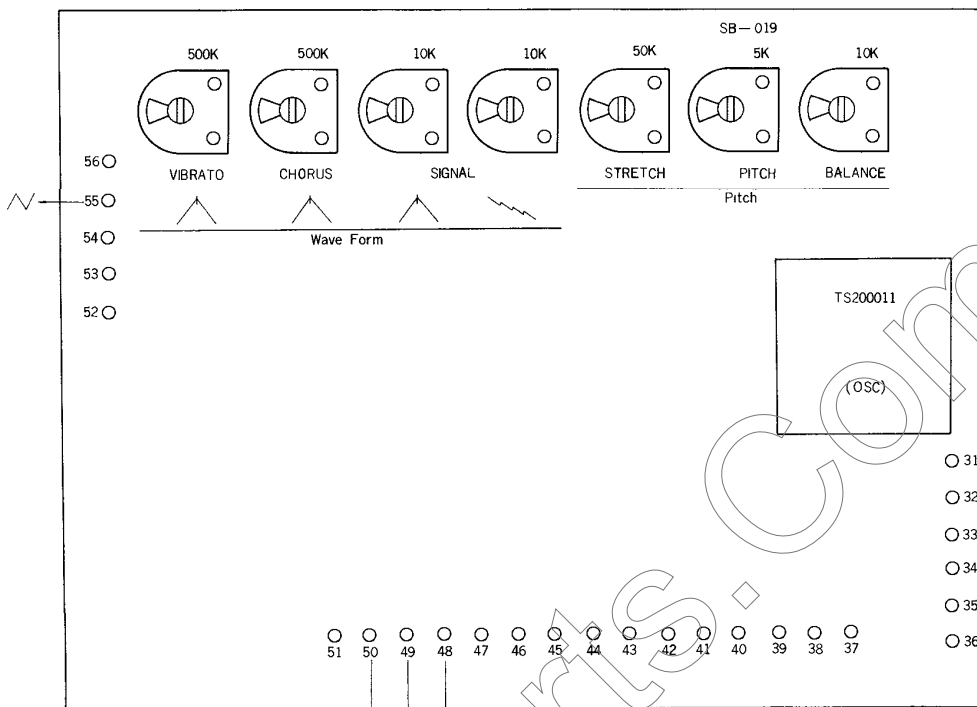 SB-019
500K 500K 10K 10K 50K 5K 10K
VIBRATO CHORUS SIGNAL STRETCH PITCH BALANCE
Pitch
Wave Form
56
55
54
53
52
TS200011
(OSC)
31
32
33
34
35
36
51 50 49 48 47 46 45 44 43 42 41 40 39 38 37
rts.Com